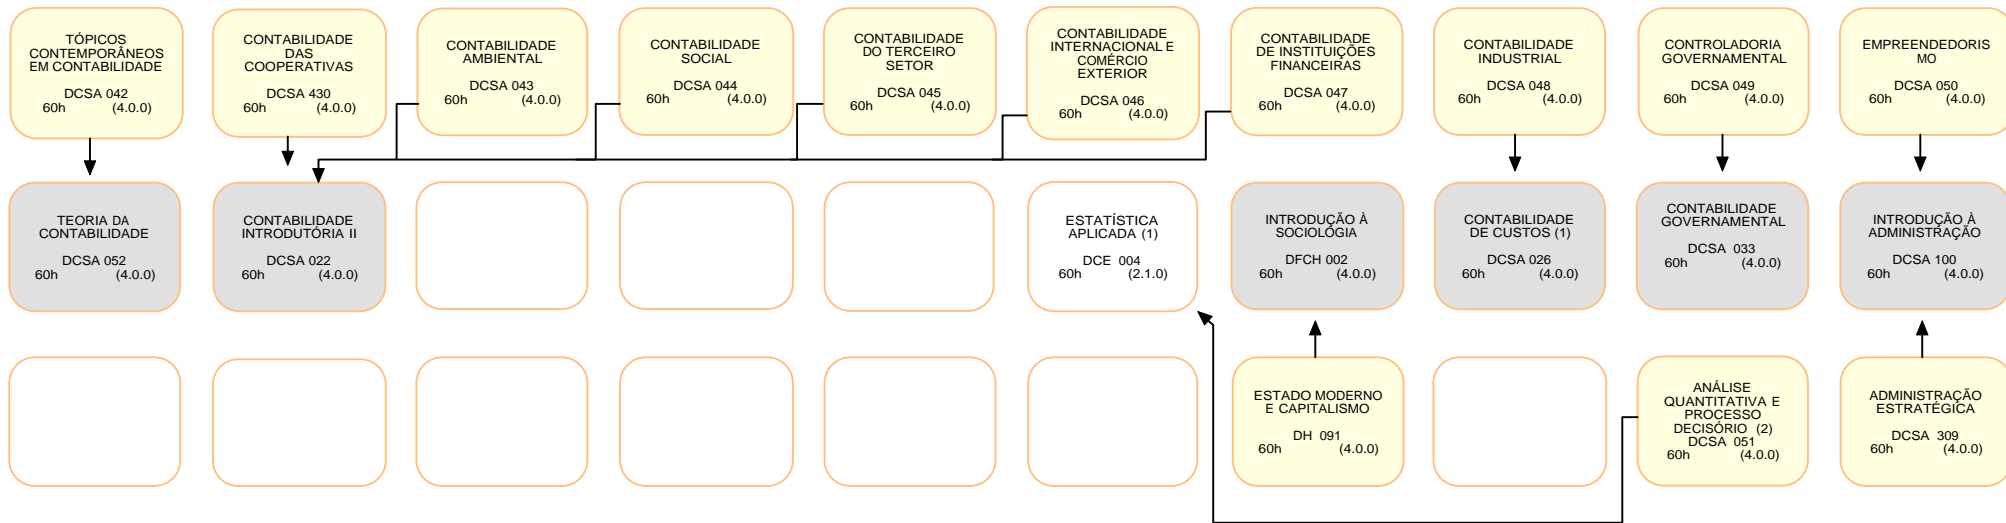 TÓPICOS
CONTEMPORÂNEOS
EM CONTABILIDADE
DCSA 042
60h (4.0.0)
CONTABILIDADE
DAS
COOPERATIVAS
DCSA 430
60h (4.0.0)
CONTABILIDADE
AMBIENTAL
DCSA 043
60h (4.0.0)
CONTABILIDADE
SOCIAL
DCSA 044
60h (4.0.0)
CONTABILIDADE
DO TERCEIRO
SETOR
DCSA 045
60h (4.0.0)
CONTABILIDADE
INTERNACIONAL E
COMÉRCIO
EXTERIOR
DCSA 046
60h (4.0.0)
CONTABILIDADE
DE INSTITUIÇÕES
FINANCEIRAS
DCSA 047
60h (4.0.0)
CONTABILIDADE
INDUSTRIAL
DCSA 048
60h (4.0.0)
CONTROLADORIA
GOVERNAMENTAL
DCSA 049
60h (4.0.0)
EMPREENDEDORIS
MO
DCSA 050
60h (4.0.0)
TEORIA DA
CONTABILIDADE
DCSA 052
60h (4.0.0)
CONTABILIDADE
INTRODUTÓRIA II
DCSA 022
60h (4.0.0)
ESTATÍSTICA
APLICADA (1)
DCE 004
60h (2.1.0)
INTRODUÇÃO À
SOCIOLOGIA
DFCH 002
60h (4.0.0)
CONTABILIDADE
DE CUSTOS (1)
DCSA 026
60h (4.0.0)
CONTABILIDADE
GOVERNAMENTAL
DCSA 033
60h (4.0.0)
INTRODUÇÃO À
ADMINISTRAÇÃO
DCSA 100
60h (4.0.0)
ESTADO MODERNO
E CAPITALISMO
DH 091
60h (4.0.0)
ANÁLISE
QUANTITATIVA E
PROCESSO
DECISÓRIO (2)
DCSA 051
60h (4.0.0)
ADMINISTRAÇÃO
ESTRATÉGICA
DCSA 309
60h (4.0.0)